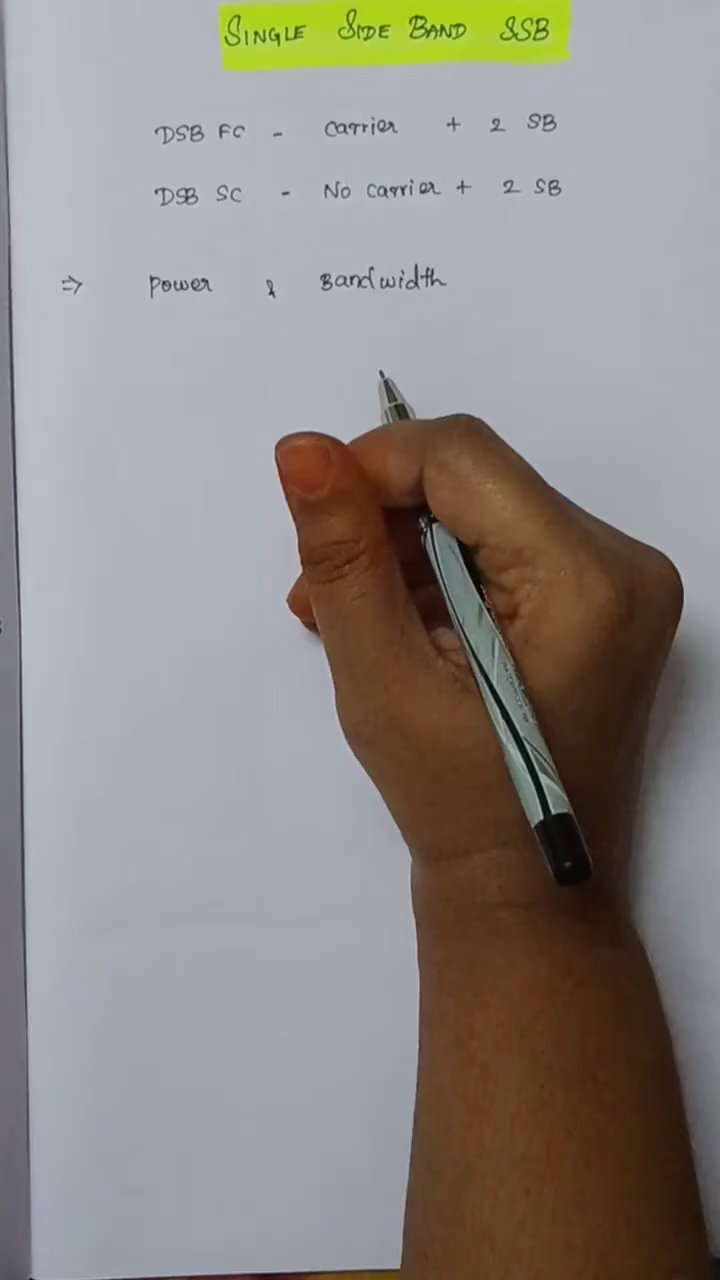 SINGLE SIDE BAND SSB
DSB FC - carrier + 2 SB
DSB SC - No carrier + 2 SB
⇒ power & Bandwidth